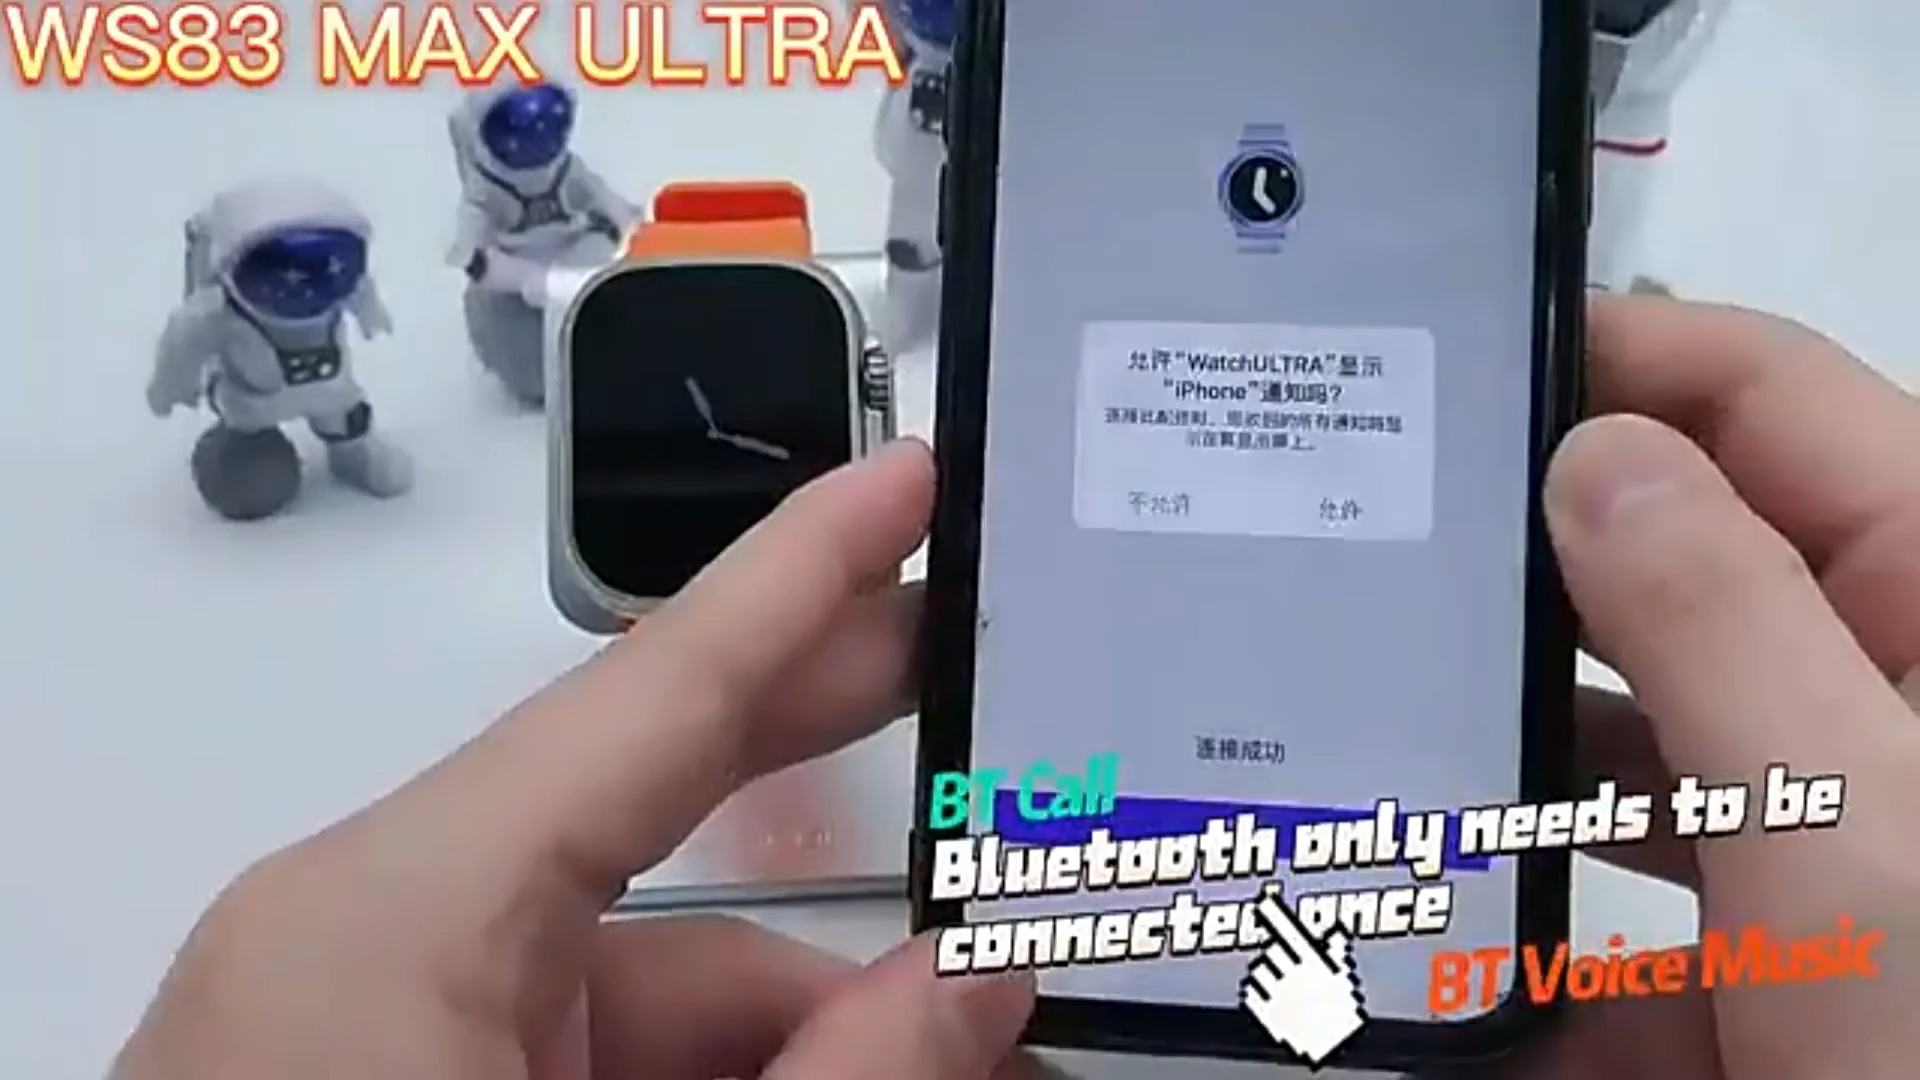 WS83 MAX ULTRA
允许“WatchULTRA”显示
“iPhone”通知吗?
不允许
允许
连接成功
BT Call
Bluetooth only needs to be
connected once
BT Voice Music